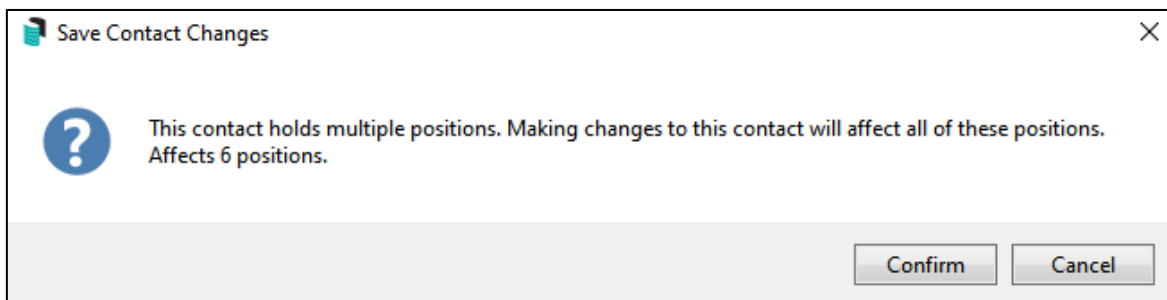 Save Contact Changes
This contact holds multiple positions. Making changes to this contact will affect all of these positions.
Affects 6 positions.
Confirm Cancel